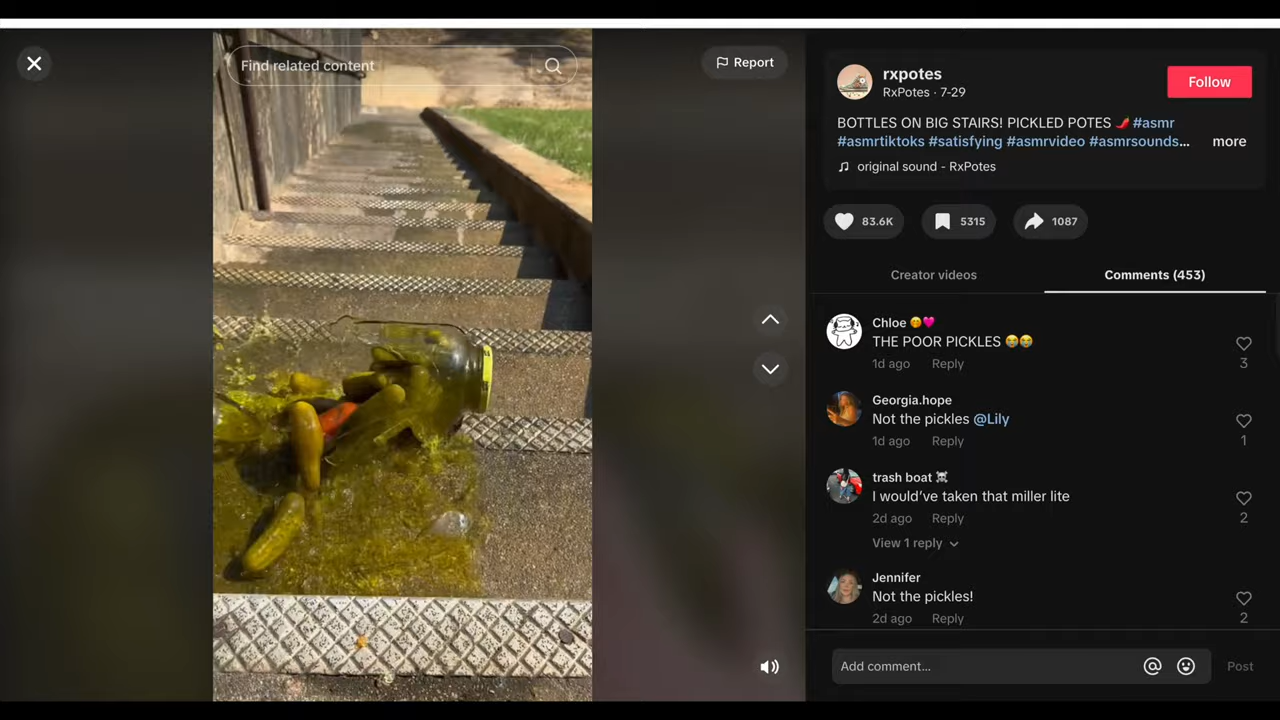 Find related content
Report
rxpotes
RxPotes · 7-29
Follow
BOTTLES ON BIG STAIRS! PICKLED POTES 🌶️ #asmr
#asmrtiktoks #satisfying #asmrvideo #asmrsounds...
more
original sound - RxPotes
83.6K
5315
1087
Creator videos
Comments (453)
Chloe 😁💗
THE POOR PICKLES 😭😭
1d ago Reply
3
Georgia.hope
Not the pickles @Lily
1d ago Reply
1
trash boat ☠️
I would've taken that miller lite
2d ago Reply
2
View 1 reply
Jennifer
Not the pickles!
2d ago Reply
2
Add comment...
Post